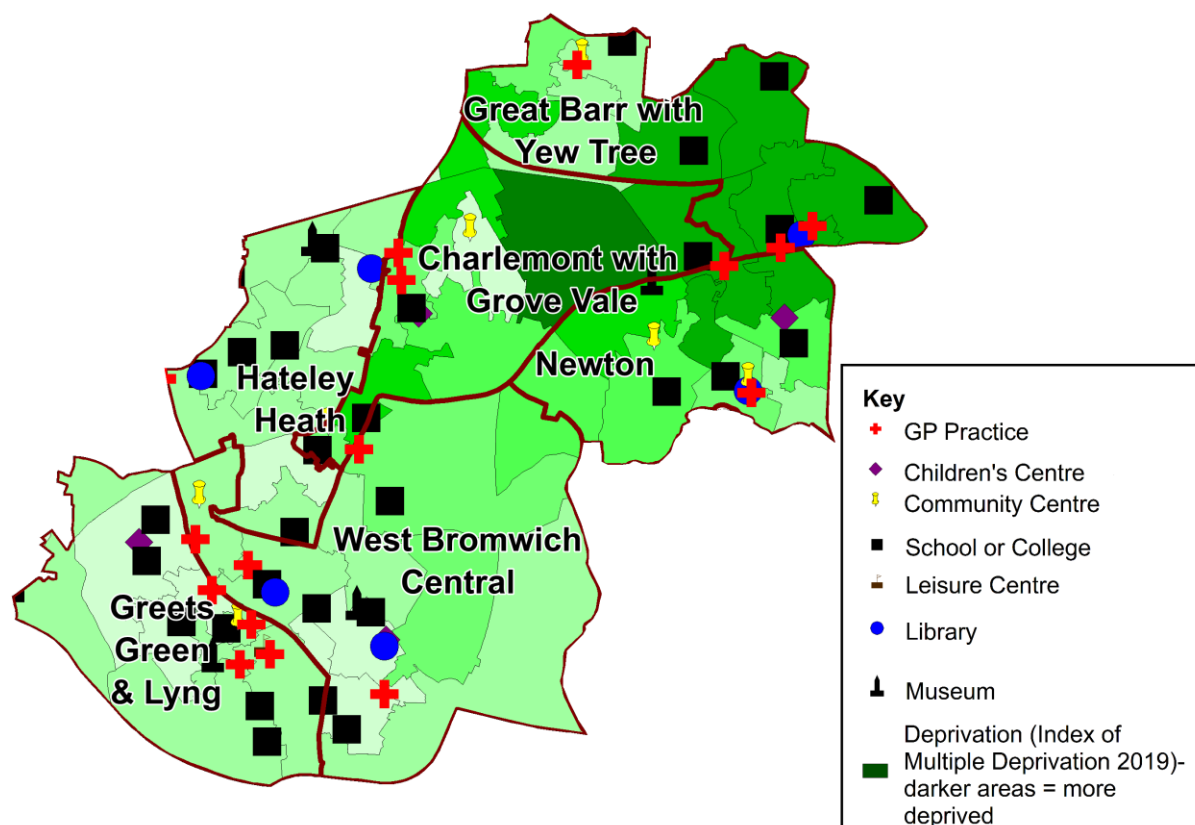 Great Barr with
Yew Tree
Charlemont with
Grove Vale
Newton
Hateley
Heath
West Bromwich
Central
Greets
Green
& Lyng
Key
GP Practice
Children's Centre
Community Centre
School or College
Leisure Centre
Library
Museum
Deprivation (Index of
Multiple Deprivation 2019)-
darker areas = more
deprived